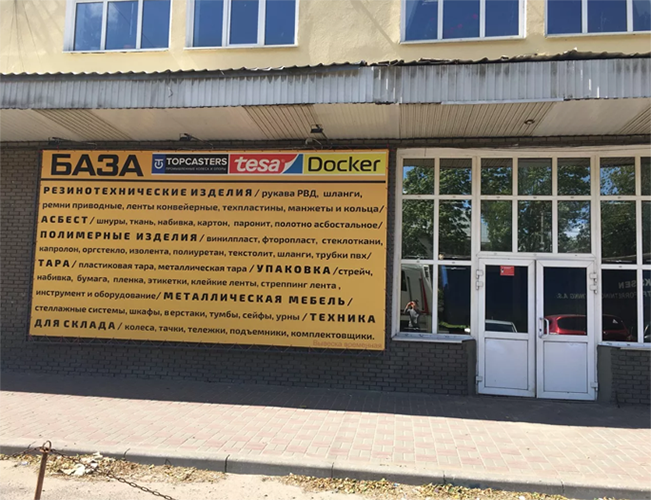 БАЗА TOPCASTERS tesa Docker
РЕЗИНОТЕХНИЧЕСКИЕ ИЗДЕЛИЯ / рукава РВД, шланги,
ремни приводные, ленты конвейерные, техпластины, манжеты и кольца/
АСБЕСТ / шнуры, ткань, набивка, картон, паронит, полотно асбостальное/
ПОЛИМЕРНЫЕ ИЗДЕЛИЯ / винилпласт, фторопласт, стеклоткани,
капролон, оргстекло, изолента, полиуретан, текстолит, шланги, трубки пвх/
ТАРА / пластиковая тара, металлическая тара / УПАКОВКА / стрейч,
набивка, бумага, пленка, этикетки, клейкие ленты, стреппинг лента,
инструмент и оборудование / МЕТАЛЛИЧЕСКАЯ МЕБЕЛЬ/
стеллажные системы, шкафы, верстаки, тумбы, сейфы, урны / ТЕХНИКА
ДЛЯ СКЛАДА / колеса, тачки, тележки, подъемники, комплектовщики.